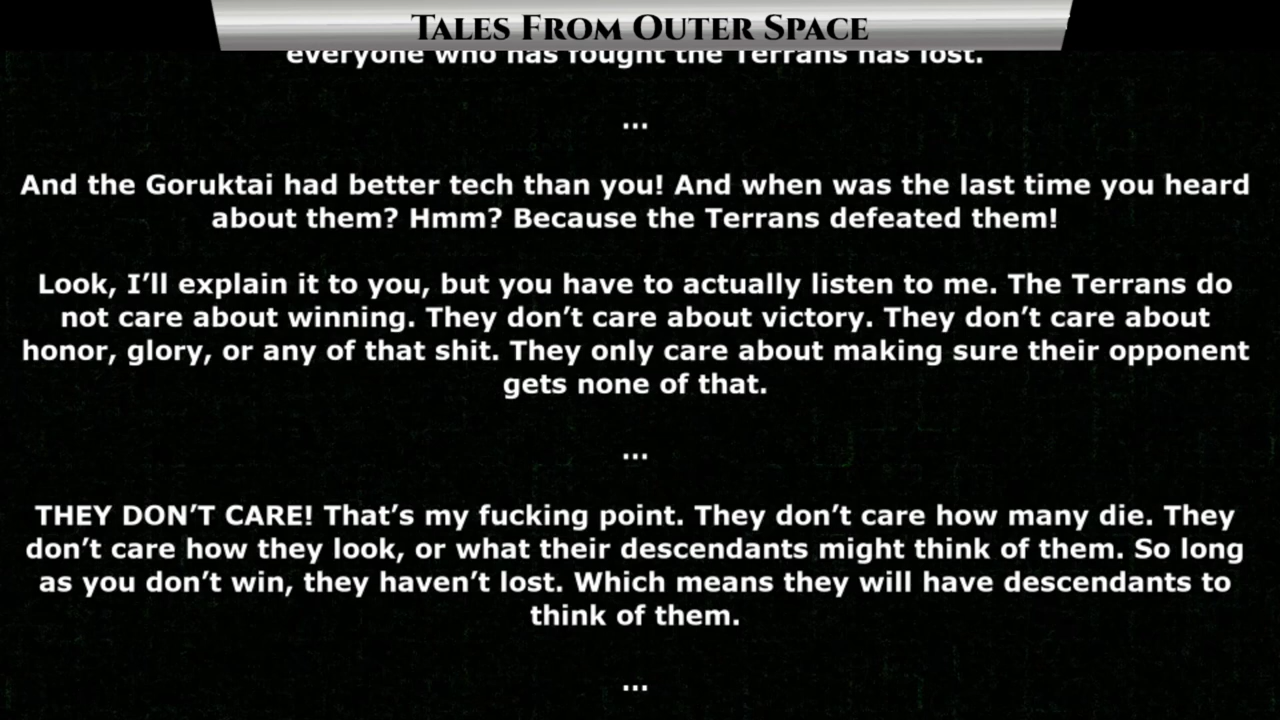 Tales From Outer Space
everyone who has fought the Terrans has lost.
...
And the Goruktai had better tech than you! And when was the last time you heard
about them? Hmm? Because the Terrans defeated them!
Look, I’ll explain it to you, but you have to actually listen to me. The Terrans do
not care about winning. They don’t care about victory. They don’t care about
honor, glory, or any of that shit. They only care about making sure their opponent
gets none of that.
...
THEY DON’T CARE! That’s my fucking point. They don’t care how many die. They
don’t care how they look, or what their descendants might think of them. So long
as you don’t win, they haven’t lost. Which means they will have descendants to
think of them.
...